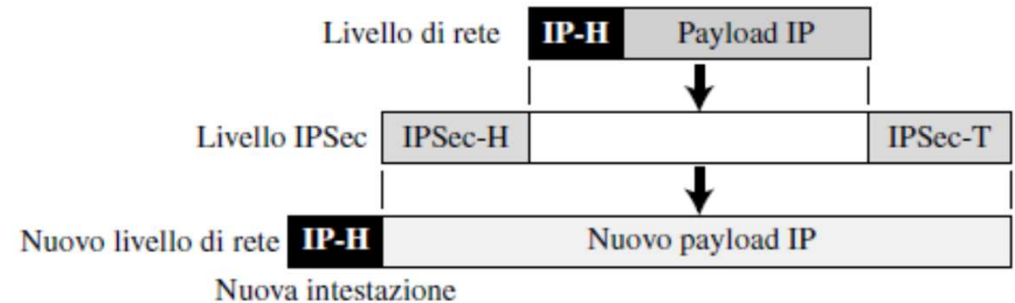 Livello di rete IP-H Payload IP
Livello IPSec IPSec-H IPSec-T
Nuovo livello di rete IP-H Nuovo payload IP
Nuova intestazione